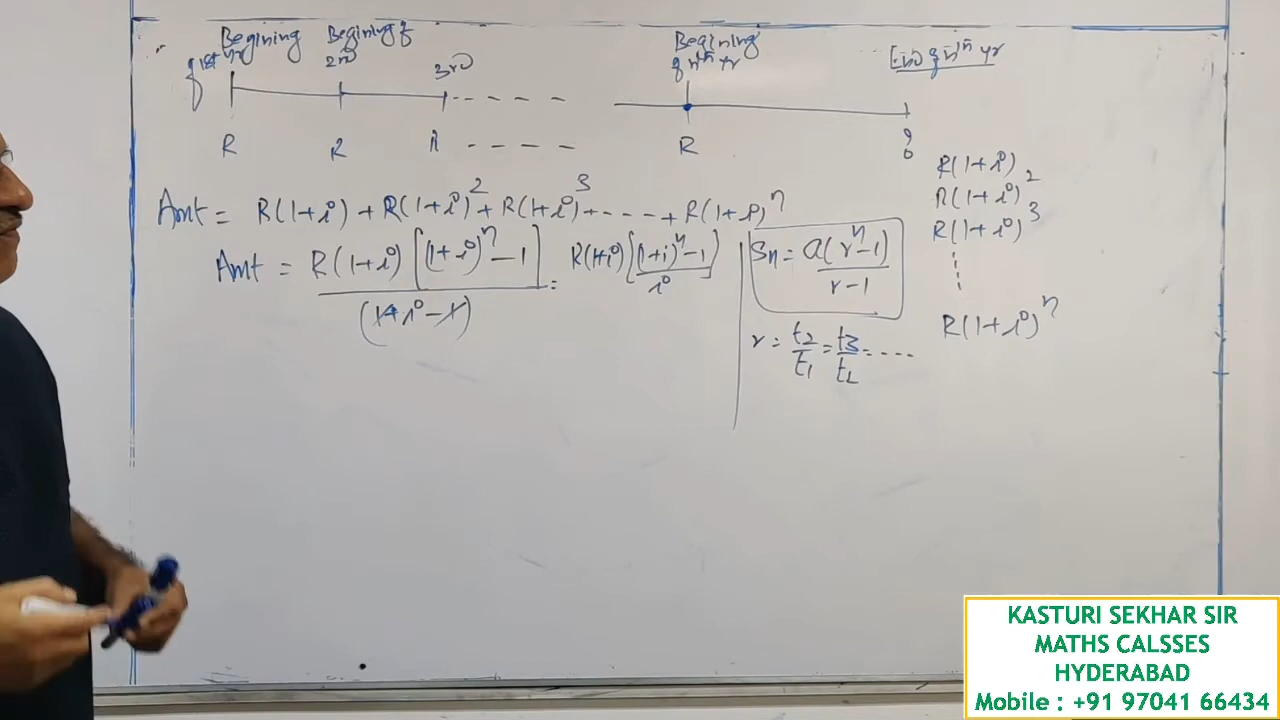 Begining of 1st yr
Begining of 2nd
3rd
Begining of nth yr
End of nth yr
R R R - - - - R
R(1+i)
R(1+i)²
R(1+i)³
R(1+i)ⁿ
Amt = R(1+i) + R(1+i)² + R(1+i)³ + - - - - + R(1+i)ⁿ
Amt = R(1+i)[(1+i)ⁿ-1] / (1+i-1) = R(1+i)[(1+i)ⁿ-1 / i]
Sn = a(rⁿ-1) / r-1
r = t2/t1 = t3/t2 = - - - -
KASTURI SEKHAR SIR
MATHS CALSSES
HYDERABAD
Mobile : +91 97041 66434